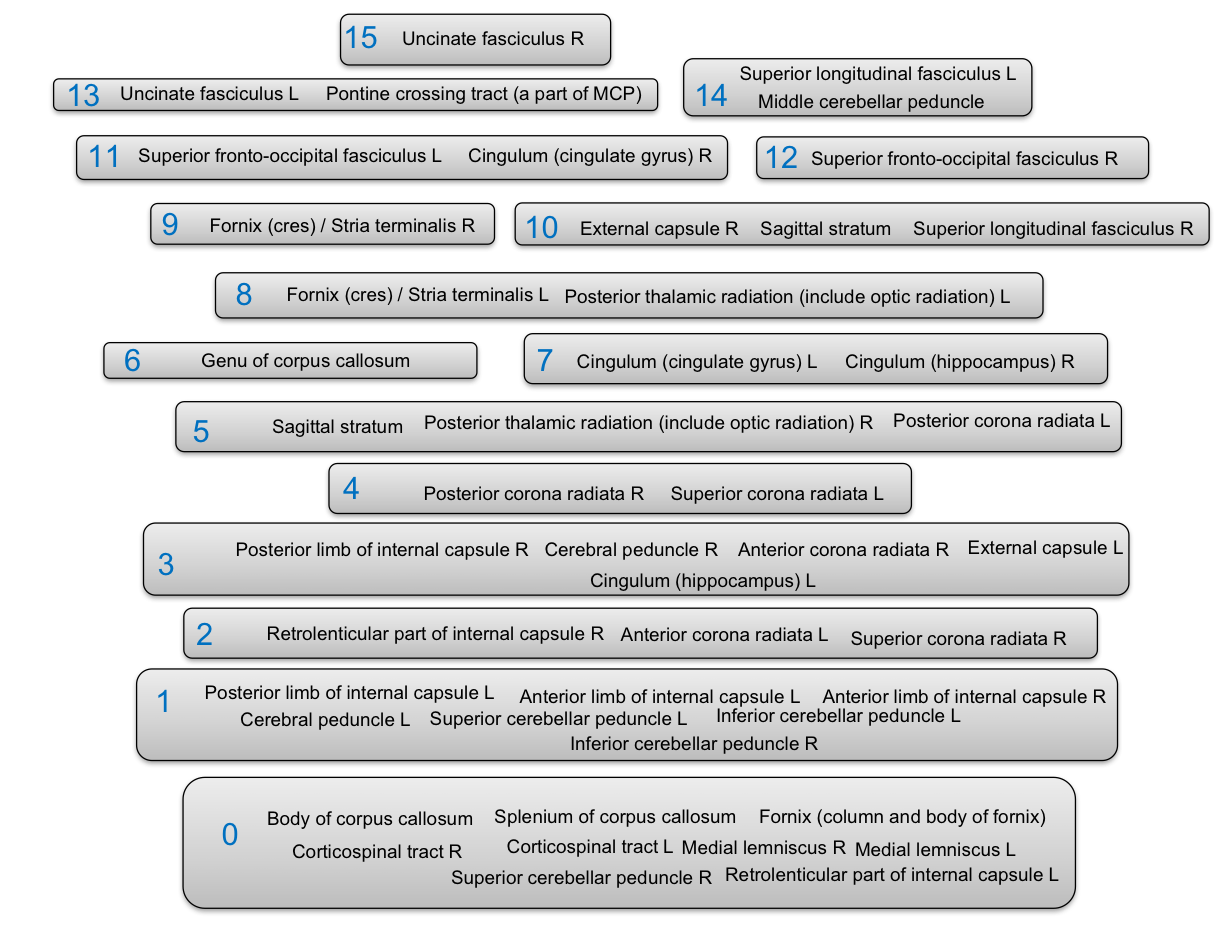 15 Uncinate fasciculus R
13 Uncinate fasciculus L Pontine crossing tract (a part of MCP)
14 Superior longitudinal fasciculus L
Middle cerebellar peduncle
11 Superior fronto-occipital fasciculus L Cingulum (cingulate gyrus) R
12 Superior fronto-occipital fasciculus R
9 Fornix (cres) / Stria terminalis R
10 External capsule R Sagittal stratum Superior longitudinal fasciculus R
8 Fornix (cres) / Stria terminalis L Posterior thalamic radiation (include optic radiation) L
6 Genu of corpus callosum
7 Cingulum (cingulate gyrus) L Cingulum (hippocampus) R
5 Sagittal stratum Posterior thalamic radiation (include optic radiation) R Posterior corona radiata L
4 Posterior corona radiata R Superior corona radiata L
3 Posterior limb of internal capsule R Cerebral peduncle R Anterior corona radiata R External capsule L
Cingulum (hippocampus) L
2 Retrolenticular part of internal capsule R Anterior corona radiata L Superior corona radiata R
1 Posterior limb of internal capsule L Anterior limb of internal capsule L Anterior limb of internal capsule R
Cerebral peduncle L Superior cerebellar peduncle L Inferior cerebellar peduncle L
Inferior cerebellar peduncle R
0 Body of corpus callosum Splenium of corpus callosum Fornix (column and body of fornix)
Corticospinal tract R Corticospinal tract L Medial lemniscus R Medial lemniscus L
Superior cerebellar peduncle R Retrolenticular part of internal capsule L